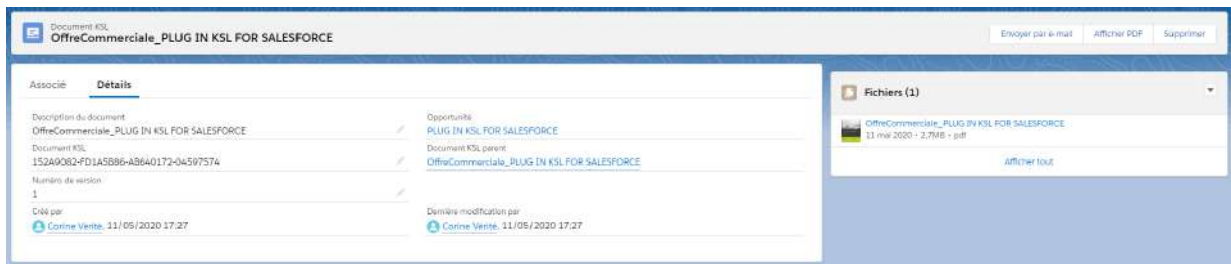 Document KSL
OffreCommerciale_PLUG IN KSL FOR SALESFORCE
Envoyer par e-mail
Afficher PDF
Supprimer
Associé
Détails
Description du document
OffreCommerciale_PLUG IN KSL FOR SALESFORCE
Opportunité
PLUG IN KSL FOR SALESFORCE
Document KSL
152A9082-FD1A5B86-AB640172-04597574
Document KSL parent
OffreCommerciale_PLUG IN KSL FOR SALESFORCE
Numéro de version
1
Créé par
Corine Verité, 11/05/2020 17:27
Dernière modification par
Corine Verité, 11/05/2020 17:27
Fichiers (1)
OffreCommerciale_PLUG IN KSL FOR SALESFORCE
11 mai 2020 • 2,7MB • pdf
Afficher tout